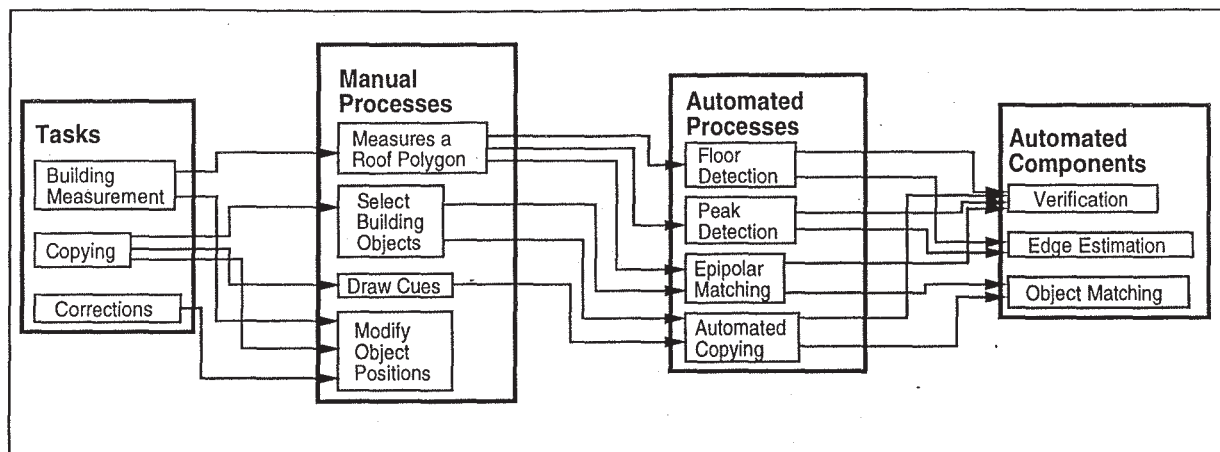 Tasks
Building
Measurement
Copying
Corrections
Manual
Processes
Measures a
Roof Polygon
Select
Building
Objects
Draw Cues
Modify
Object
Positions
Automated
Processes
Floor
Detection
Peak
Detection
Epipolar
Matching
Automated
Copying
Automated
Components
Verification
Edge Estimation
Object Matching